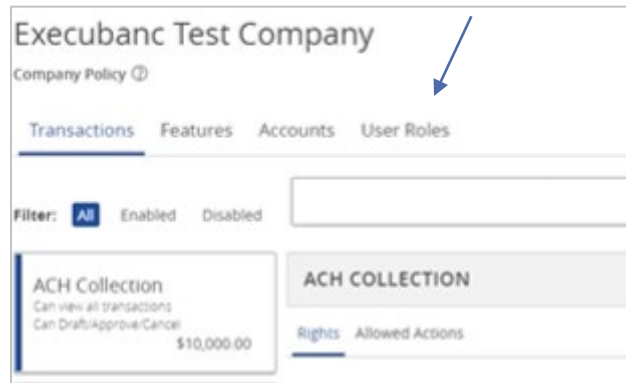 Execubanc Test Company
Company Policy ?
Transactions Features Accounts User Roles
Filter: All Enabled Disabled
ACH Collection
Can view all transactions
Can Draft/Approve/Cancel
$10,000.00
ACH COLLECTION
Rights Allowed Actions